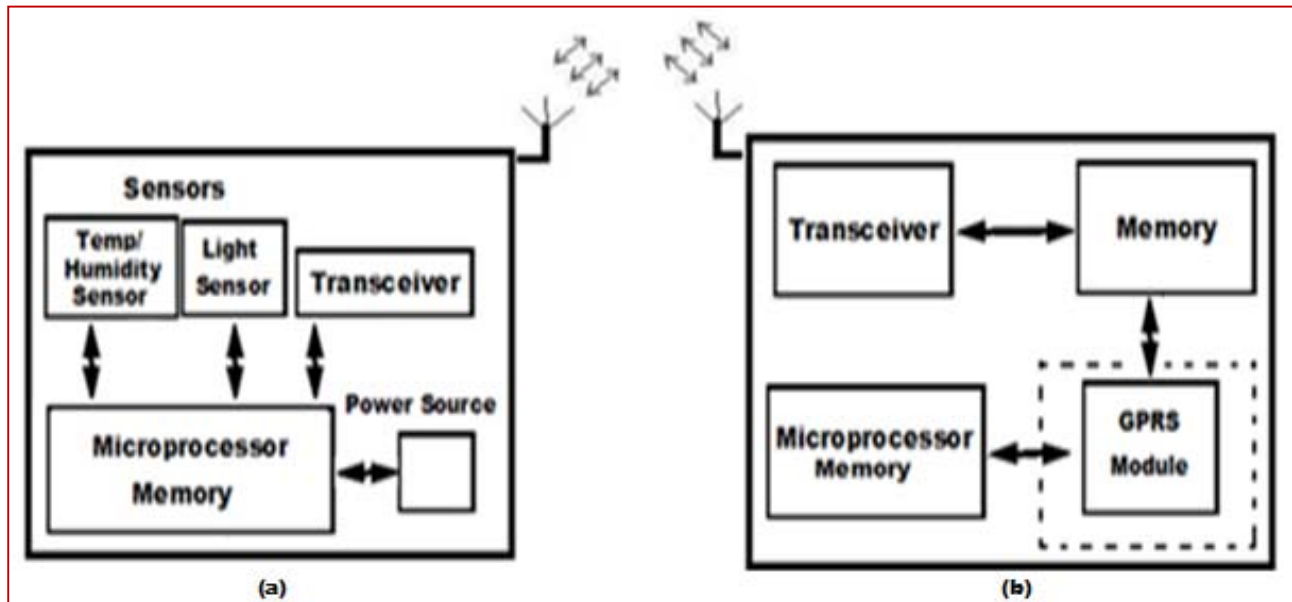 Sensors
Temp/
Humidity
Sensor
Light
Sensor
Transceiver
Microprocessor
Memory
Power Source
(a)
Transceiver
Memory
Microprocessor
Memory
GPRS
Module
(b)